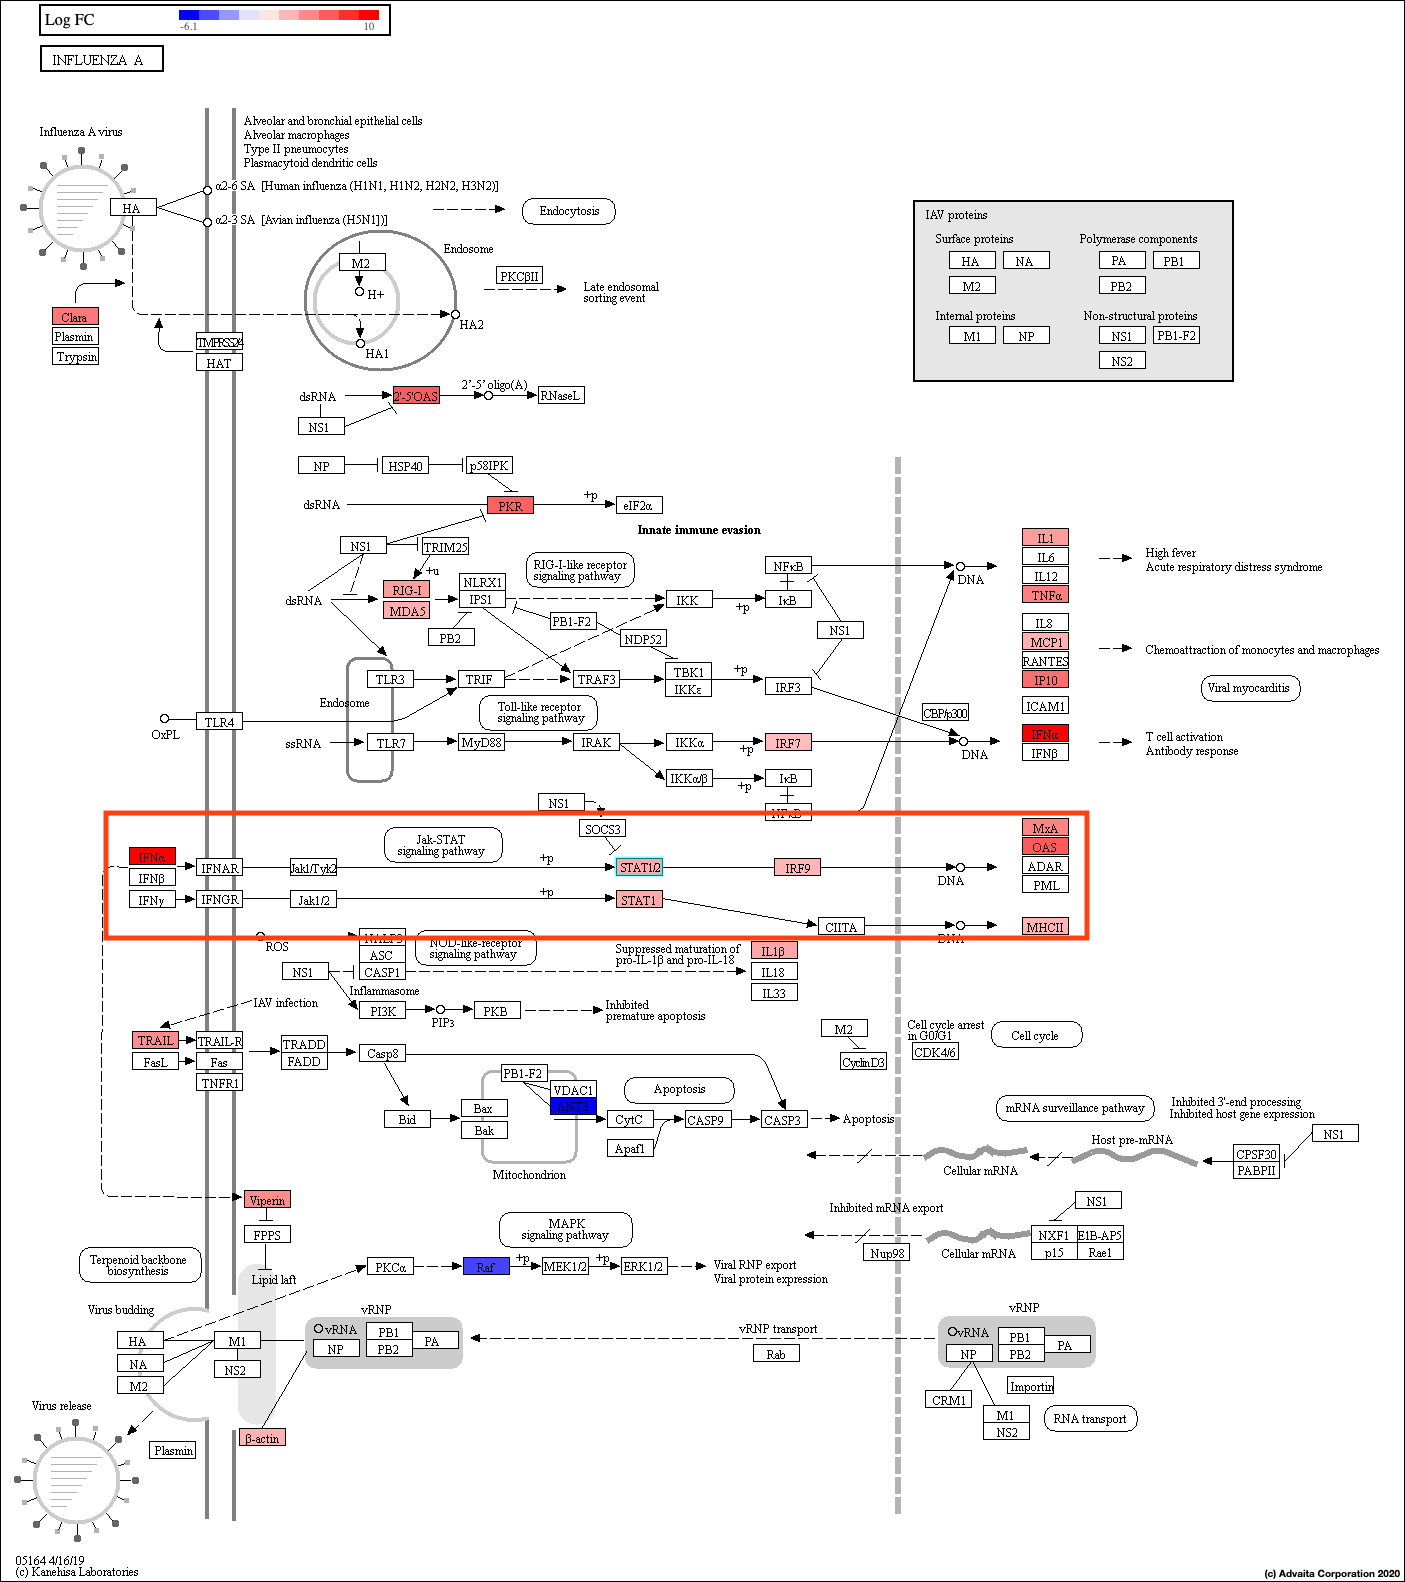 Log FC
-6.1
10
INFLUENZA A
Influenza A virus
HA
Alveolar and bronchial epithelial cells
Alveolar macrophages
Type II pneumocytes
Plasmacytoid dendritic cells
α2-6 SA [Human influenza (H1N1, H1N2, H2N2, H3N2)]
α2-3 SA [Avian influenza (H5N1])]
Endocytosis
Endosome
M2
H+
PKCβII
Late endosomal
sorting event
HA2
HA1
Clara
Plasmin
Trypsin
HAT
IAV proteins
Surface proteins
Polymerase components
HA
NA
PA
PB1
M2
PB2
Internal proteins
Non-structural proteins
M1
NP
NS1
PB1-F2
NS2
dsRNA
2'-5'OAS
2'-5' oligo(A)
RNaseL
NS1
NP
HSP40
p58IPK
dsRNA
PKR
+p
eIF2α
Innate immune evasion
NS1
TRIM25
+u
RIG-I-like receptor
signaling pathway
NFκB
DNA
dsRNA
RIG-I
MDA5
NLRX1
IPS1
IKK
+p
IκB
PB2
PB1-F2
NDP52
NS1
IL1
IL6
IL12
TNFα
High fever
Acute respiratory distress syndrome
IL8
MCP1
RANTES
IP10
ICAM1
Chemoattraction of monocytes and macrophages
Viral myocarditis
TLR3
TRIF
TRAF3
TBK1
IKKε
+p
IRF3
Endosome
Toll-like receptor
signaling pathway
CBP/p300
OxPL
TLR4
ssRNA
TLR7
MyD88
IRAK
IKKα
+p
IRF7
DNA
IFNα
IFNβ
T cell activation
Antibody response
IKKα/β
+p
IκB
NFκB
NS1
SOCS3
Jak-STAT
signaling pathway
IFNα
IFNβ
IFNγ
IFNAR
IFNGR
Jak1/Tyk2
Jak1/2
+p
+p
STAT1/2
STAT1
IRF9
DNA
CIITA
DNA
MxA
OAS
ADAR
PML
MHCII
ROS
NALP3
ASC
CASP1
NOD-like-receptor
signaling pathway
Suppressed maturation of
pro-IL-1β and pro-IL-18
IL1β
IL18
IL33
NS1
Inflammasome
IAV infection
PI3K
PIP3
PKB
Inhibited
premature apoptosis
TRAIL
FasL
TRAIL-R
Fas
TNFR1
TRADD
FADD
Casp8
M2
CyclinD3
Cell cycle arrest
in G0/G1
CDK4/6
Cell cycle
PB1-F2
VDAC1
ANT3
Apoptosis
Bid
Bax
Bak
CytC
CASP9
CASP3
Apoptosis
Apaf1
Mitochondrion
mRNA surveillance pathway
Inhibited 3'-end processing
Inhibited host gene expression
NS1
Host pre-mRNA
CPSF30
PABPII
Cellular mRNA
Viperin
FPPS
Lipid laft
Terpenoid backbone
biosynthesis
MAPK
signaling pathway
Inhibited mRNA export
NS1
Nup98
Cellular mRNA
NXF1
E1B-AP5
p15
Rae1
PKCα
Raf
+p
MEK1/2
+p
ERK1/2
Viral RNP export
Viral protein expression
Virus budding
HA
NA
M2
M1
NS2
vRNP
vRNA
NP
PB1
PB2
PA
vRNP transport
Rab
vRNP
vRNA
NP
PB1
PB2
PA
CRM1
Importin
M1
NS2
RNA transport
Virus release
Plasmin
β-actin
05164 4/16/19
(c) Kanehisa Laboratories
(c) Advaita Corporation 2020